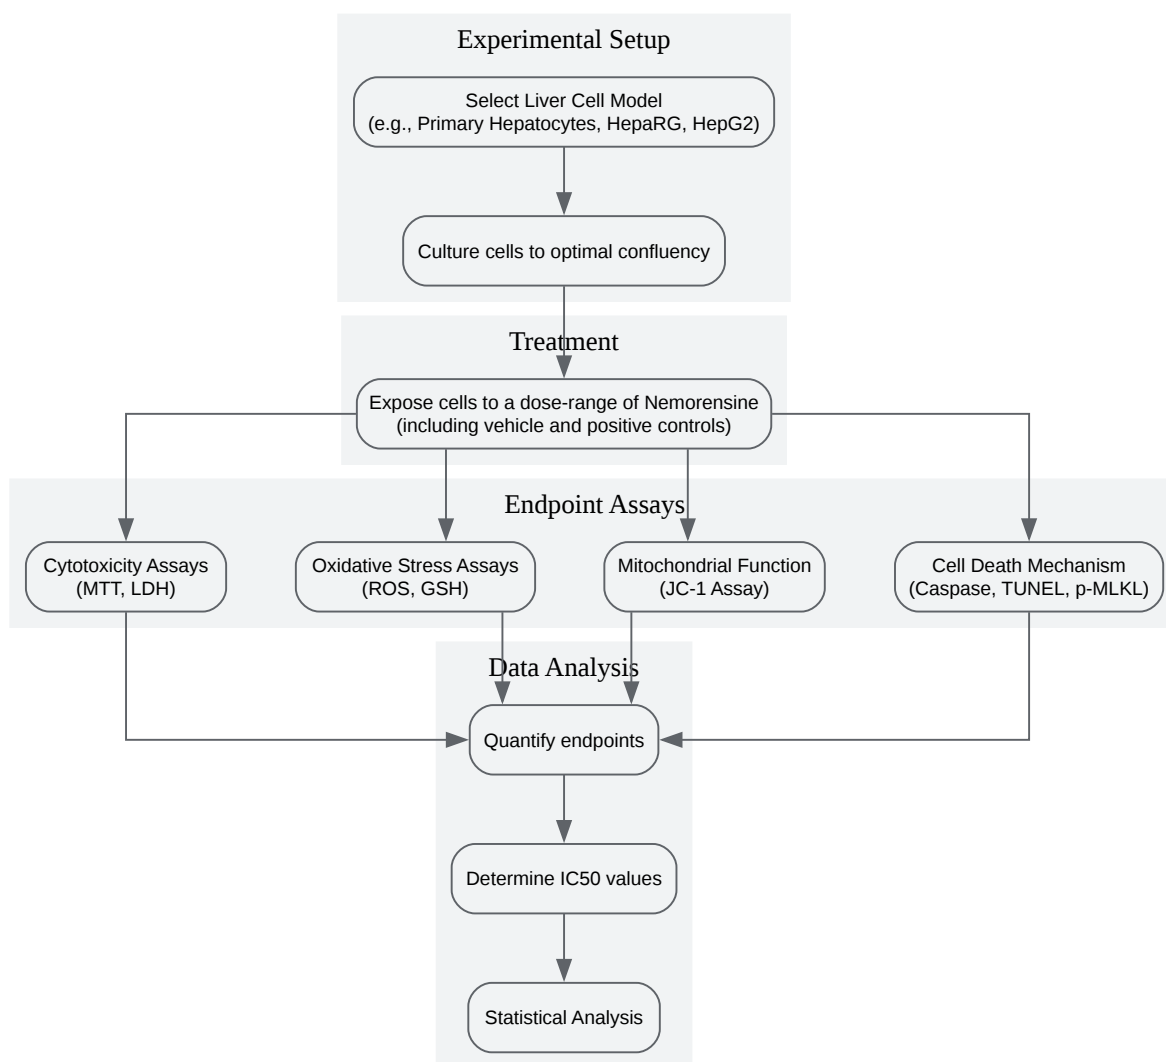 Experimental Setup
Select Liver Cell Model
(e.g., Primary Hepatocytes, HepaRG, HepG2)
Culture cells to optimal confluency
Treatment
Expose cells to a dose-range of Nemorensine
(including vehicle and positive controls)
Endpoint Assays
Cytotoxicity Assays
(MTT, LDH)
Oxidative Stress Assays
(ROS, GSH)
Mitochondrial Function
(JC-1 Assay)
Cell Death Mechanism
(Caspase, TUNEL, p-MLKL)
Data Analysis
Quantify endpoints
Determine IC50 values
Statistical Analysis